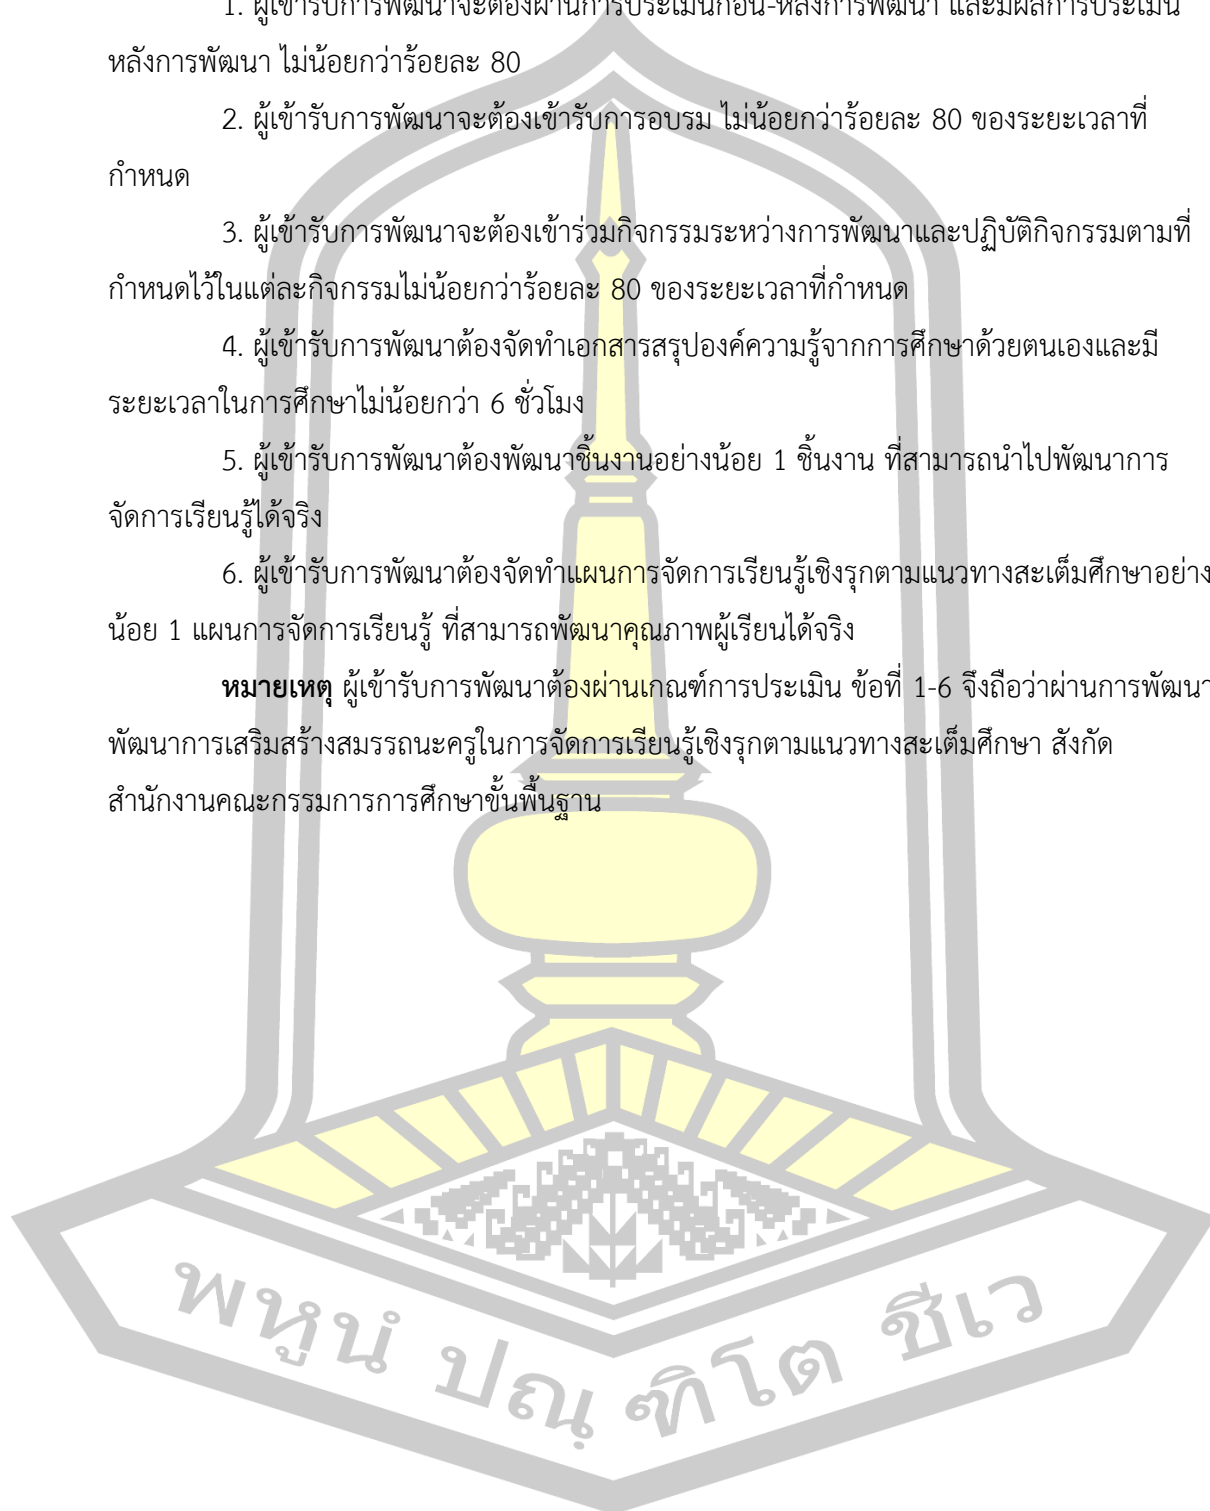 1. ผู้เข้ารับการพัฒนาจะต้องผ่านการประเมินก่อน-หลังการพัฒนา และมีผลการประเมิน
หลังการพัฒนา ไม่น้อยกว่าร้อยละ 80
2. ผู้เข้ารับการพัฒนาจะต้องเข้ารับการอบรม ไม่น้อยกว่าร้อยละ 80 ของระยะเวลาที่
กำหนด
3. ผู้เข้ารับการพัฒนาจะต้องเข้าร่วมกิจกรรมระหว่างการพัฒนาและปฏิบัติกิจกรรมตามที่
กำหนดไว้ในแต่ละกิจกรรมไม่น้อยกว่าร้อยละ 80 ของระยะเวลาที่กำหนด
4. ผู้เข้ารับการพัฒนาต้องจัดทำเอกสารสรุปองค์ความรู้จากการศึกษาด้วยตนเองและมี
ระยะเวลาในการศึกษาไม่น้อยกว่า 6 ชั่วโมง
5. ผู้เข้ารับการพัฒนาต้องพัฒนาชิ้นงานอย่างน้อย 1 ชิ้นงาน ที่สามารถนำไปพัฒนาการ
จัดการเรียนรู้ได้จริง
6. ผู้เข้ารับการพัฒนาต้องจัดทำแผนการจัดการเรียนรู้เชิงรุกตามแนวทางสะเต็มศึกษาอย่าง
น้อย 1 แผนการจัดการเรียนรู้ ที่สามารถพัฒนาคุณภาพผู้เรียนได้จริง
หมายเหตุ ผู้เข้ารับการพัฒนาต้องผ่านเกณฑ์การประเมิน ข้อที่ 1-6 จึงถือว่าผ่านการพัฒนา
พัฒนาการเสริมสร้างสมรรถนะครูในการจัดการเรียนรู้เชิงรุกตามแนวทางสะเต็มศึกษา สังกัด
สำนักงานคณะกรรมการการศึกษาขั้นพื้นฐาน
พหูนํ ปณฺ ฑิโต ชีเว